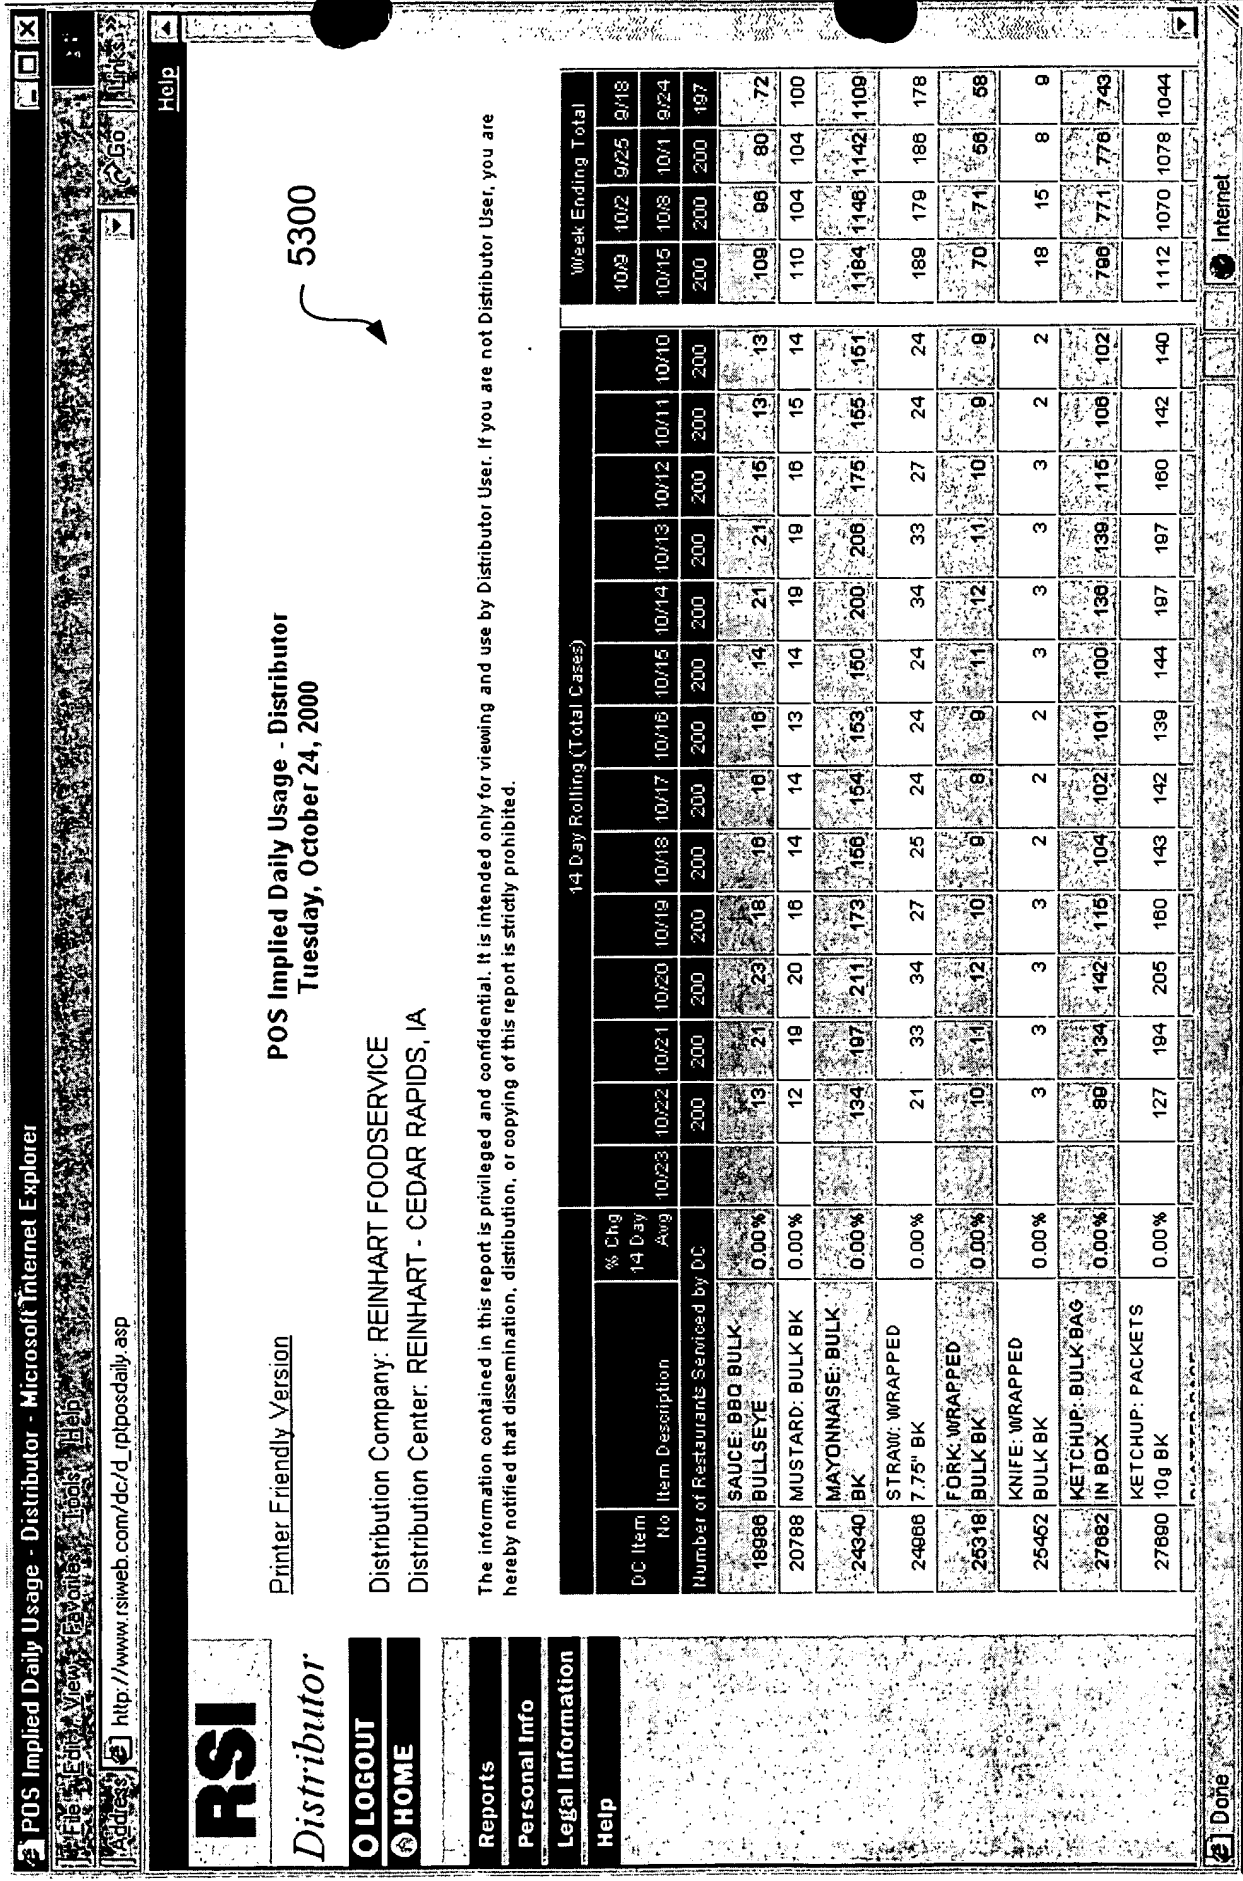 POS Implied Daily Usage - Distributor - Microsoft Internet Explorer
File Edit View Favorites Tools Help
Address http://www.rsiweb.com/dc/d_rptposdaily.asp Go Links »
Help
RSI
Distributor
LOGOUT
HOME
Reports
Personal Info
Legal Information
Help
Printer Friendly Version
POS Implied Daily Usage - Distributor
Tuesday, October 24, 2000
5300
Distribution Company: REINHART FOODSERVICE
Distribution Center: REINHART - CEDAR RAPIDS, IA
The information contained in this report is privileged and confidential. It is intended only for viewing and use by Distributor User. If you are not Distributor User, you are
hereby notified that dissemination, distribution, or copying of this report is strictly prohibited.
14 Day Rolling (Total Cases) Week Ending Total
DC Item No Item Description % Chg 14 Day Avg 10/23 10/22 10/21 10/20 10/19 10/18 10/17 10/16 10/15 10/14 10/13 10/12 10/11 10/10 10/9 10/15 10/2 10/8 9/25 10/1 9/18 9/24
Number of Restaurants Serviced by DC 200 200 200 200 200 200 200 200 200 200 200 200 200 200 200 200 197
18986 SAUCE: BBQ BULK BULLSEYE 0.00% 13 21 23 18 16 16 16 14 21 21 15 13 13 109 96 80 72
20788 MUSTARD: BULK BK 0.00% 12 19 20 16 14 14 13 14 19 19 16 15 14 110 104 104 100
24340 MAYONNAISE: BULK BK 0.00% 134 197 211 173 156 154 153 150 200 206 175 155 151 1184 1146 1142 1109
24966 STRAW: WRAPPED 7.75" BK 0.00% 21 33 34 27 25 24 24 24 34 33 27 24 24 189 179 186 178
25318 FORK: WRAPPED BULK BK 0.00% 10 11 12 10 9 8 9 11 12 11 10 9 9 70 71 56 58
25452 KNIFE: WRAPPED BULK BK 0.00% 3 3 3 3 2 2 2 3 3 3 3 2 2 18 15 8 9
27682 KETCHUP: BULK-BAG IN BOX 0.00% 89 134 142 115 104 102 101 100 136 139 115 106 102 796 771 776 743
27690 KETCHUP: PACKETS 10g BK 0.00% 127 194 205 160 143 142 139 144 197 197 160 142 140 1112 1070 1078 1044
Done Internet